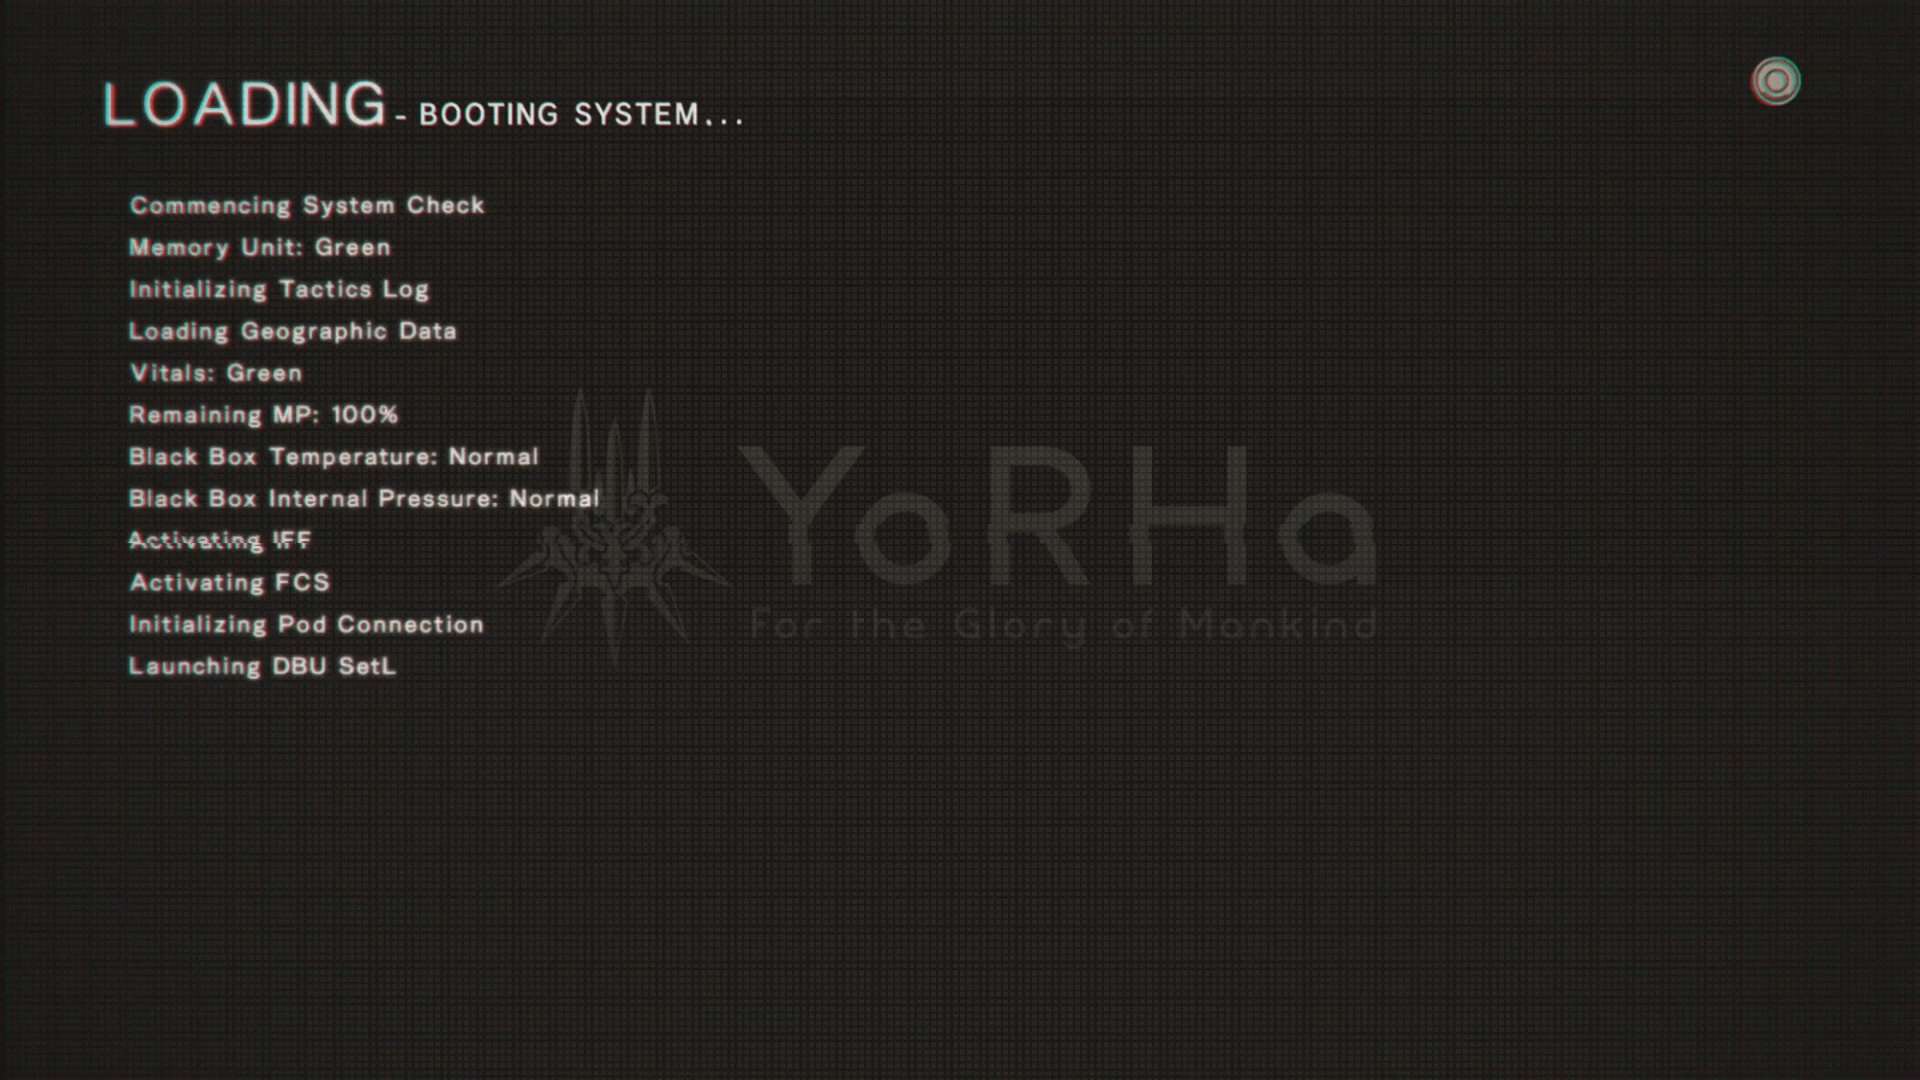 LOADING - BOOTING SYSTEM...
Commencing System Check
Memory Unit: Green
Initializing Tactics Log
Loading Geographic Data
Vitals: Green
Remaining MP: 100%
Black Box Temperature: Normal
Black Box Internal Pressure: Normal
Activating IFF
Activating FCS
Initializing Pod Connection
Launching DBU SetL
YoRHa
For the Glory of Mankind